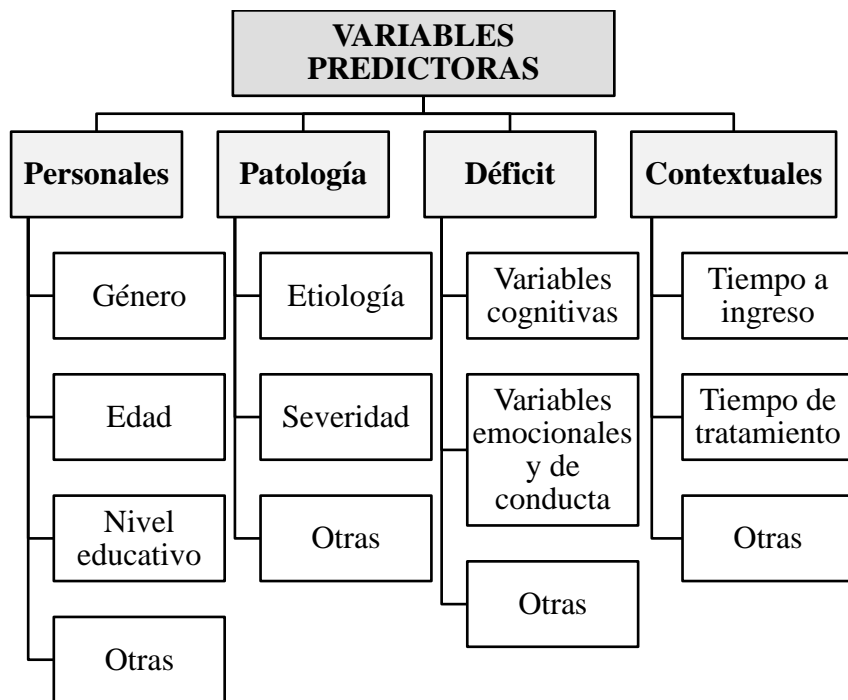 VARIABLES
PREDICTORAS
Personales
Género
Edad
Nivel
educativo
Otras
Patología
Etiología
Severidad
Otras
Déficit
Variables
cognitivas
Variables
emocionales
y de
conducta
Otras
Contextuales
Tiempo a
ingreso
Tiempo de
tratamiento
Otras